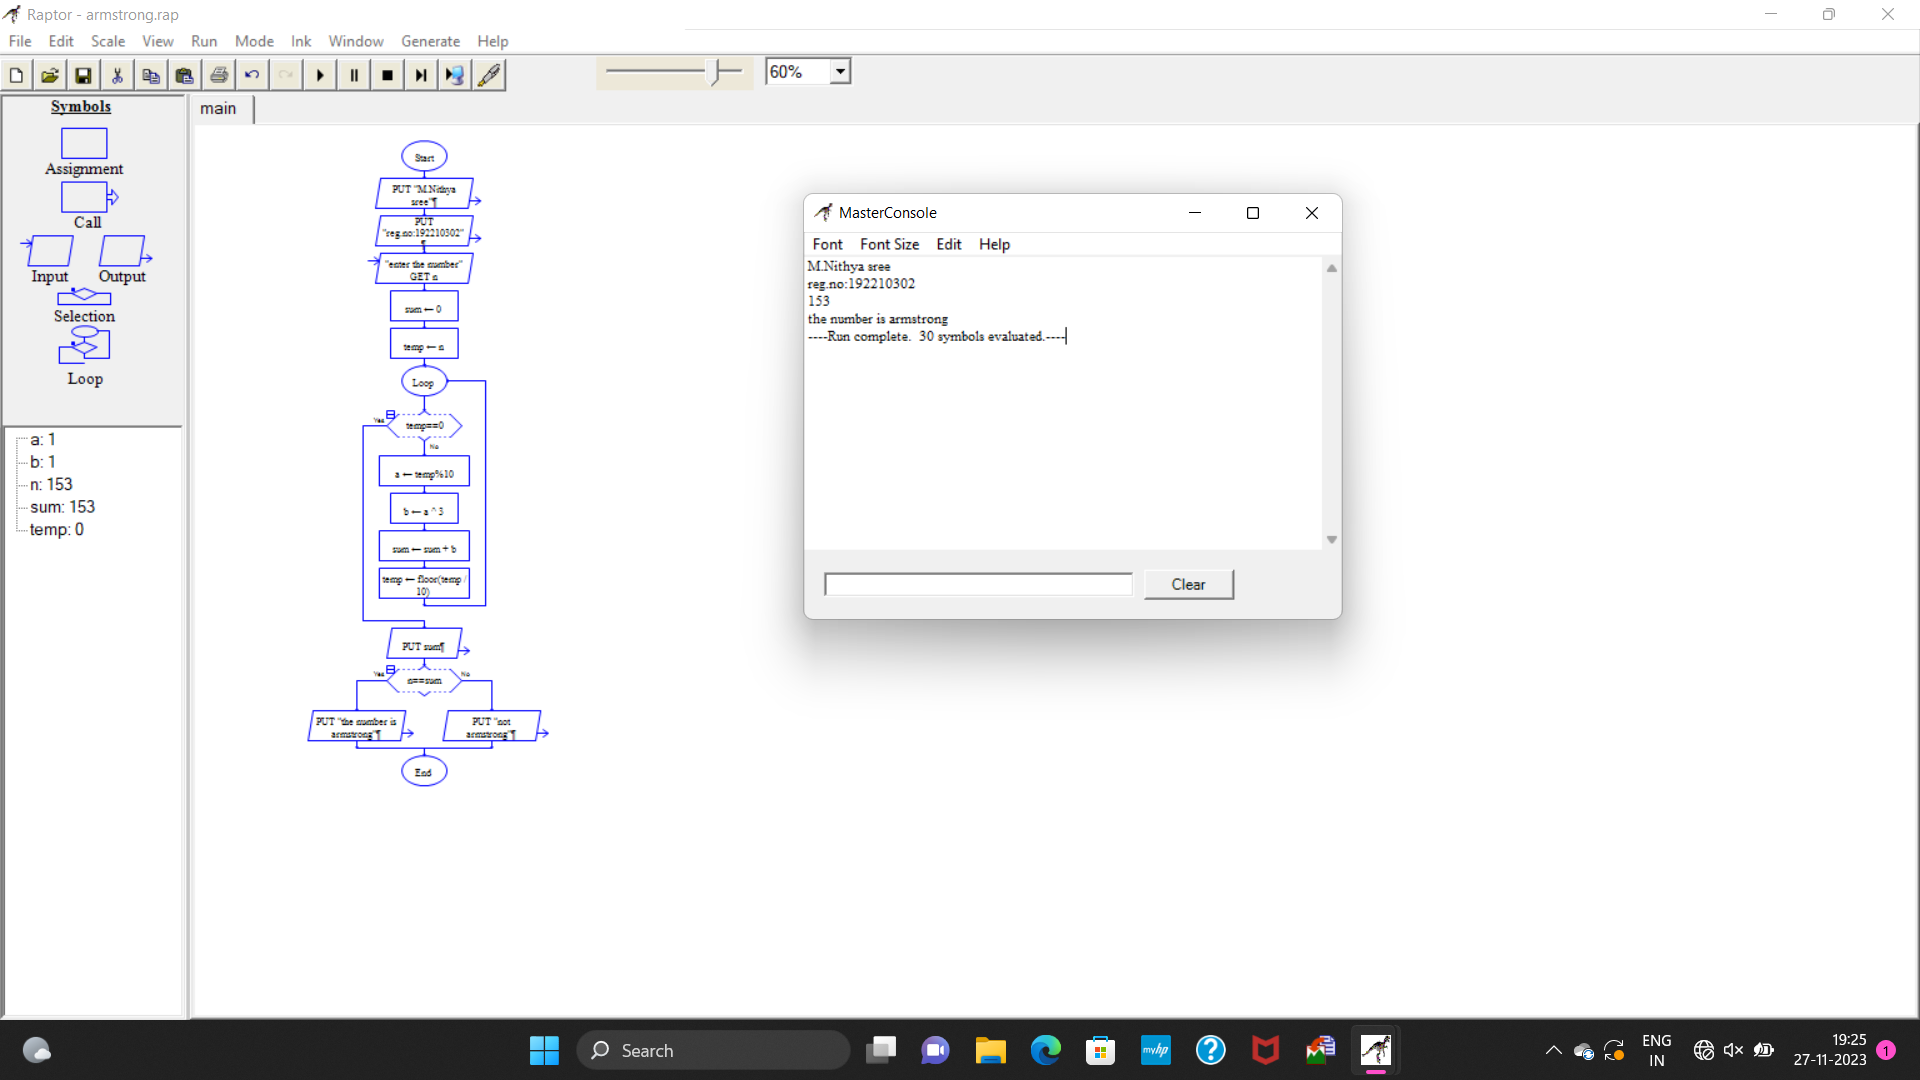 Raptor - armstrong.rap
File Edit Scale View Run Mode Ink Window Generate Help
60%
Symbols
Assignment
Call
Input Output
Selection
Loop
a: 1
b: 1
n: 153
sum: 153
temp: 0
main
Start
PUT "M.Nithya
sree"¶
PUT
"reg.no:192210302"
¶
"enter the number"
GET n
sum ← 0
temp ← n
Loop
Yes
temp==0
No
a ← temp%10
b ← a ^ 3
sum ← sum + b
temp ← floor(temp /
10)
PUT sum¶
Yes
n==sum
No
PUT "the number is
armstrong"¶
PUT "not
armstrong"¶
End
MasterConsole
Font Font Size Edit Help
M.Nithya sree
reg.no:192210302
153
the number is armstrong
----Run complete.  30 symbols evaluated.----
Clear
Search
myhp
ENG
IN
19:25
27-11-2023
1